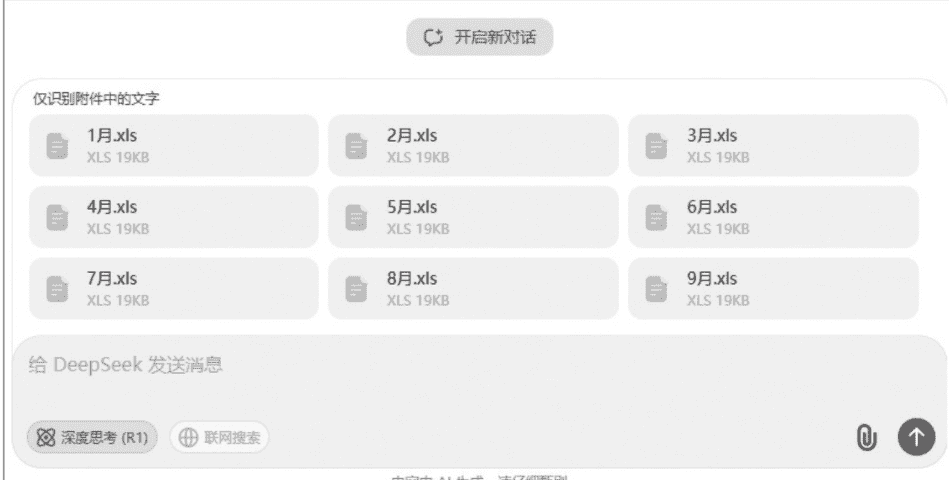 开启新对话
仅识别附件中的文字
1月.xls
XLS 19KB
2月.xls
XLS 19KB
3月.xls
XLS 19KB
4月.xls
XLS 19KB
5月.xls
XLS 19KB
6月.xls
XLS 19KB
7月.xls
XLS 19KB
8月.xls
XLS 19KB
9月.xls
XLS 19KB
给 DeepSeek 发送消息
深度思考 (R1)
联网搜索